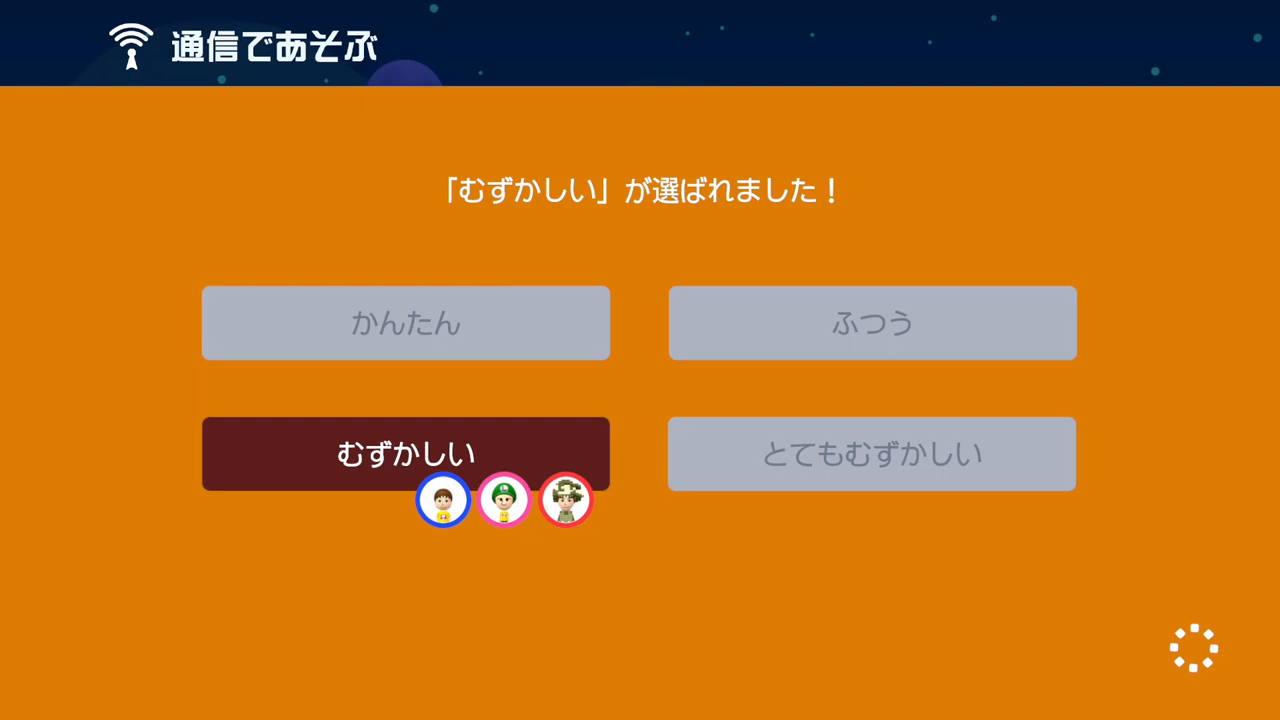 通信であそぶ
「むずかしい」が選ばれました！
かんたん
ふつう
むずかしい
とてもむずかしい